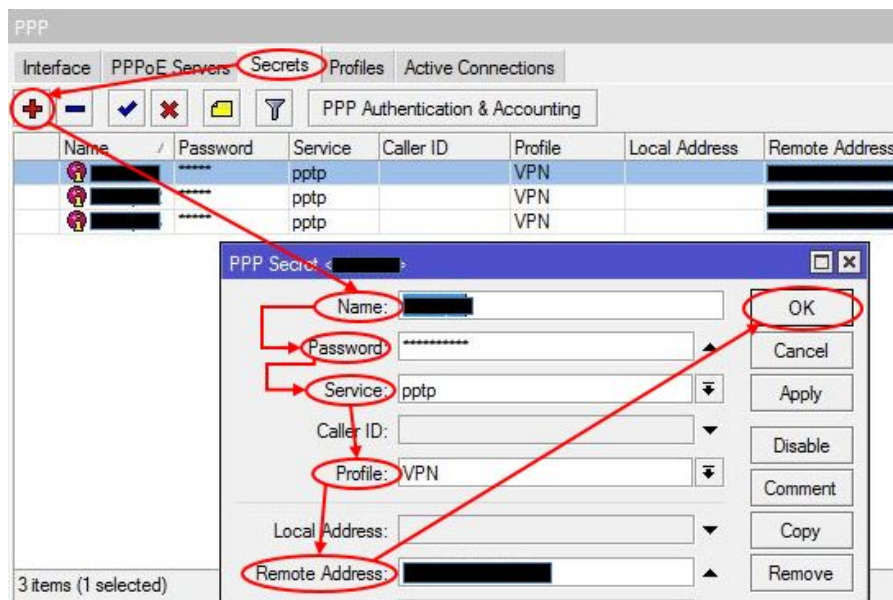 PPP
Interface PPPoE Servers Secrets Profiles Active Connections
PPP Authentication & Accounting
Name / Password Service Caller ID Profile Local Address Remote Address
***** pptp VPN
***** pptp VPN
***** pptp VPN
PPP Secret < >
Name:
OK
Password: **********
Cancel
Service: pptp
Apply
Caller ID:
Disable
Profile: VPN
Comment
Local Address:
Copy
Remote Address:
Remove
3 items (1 selected)